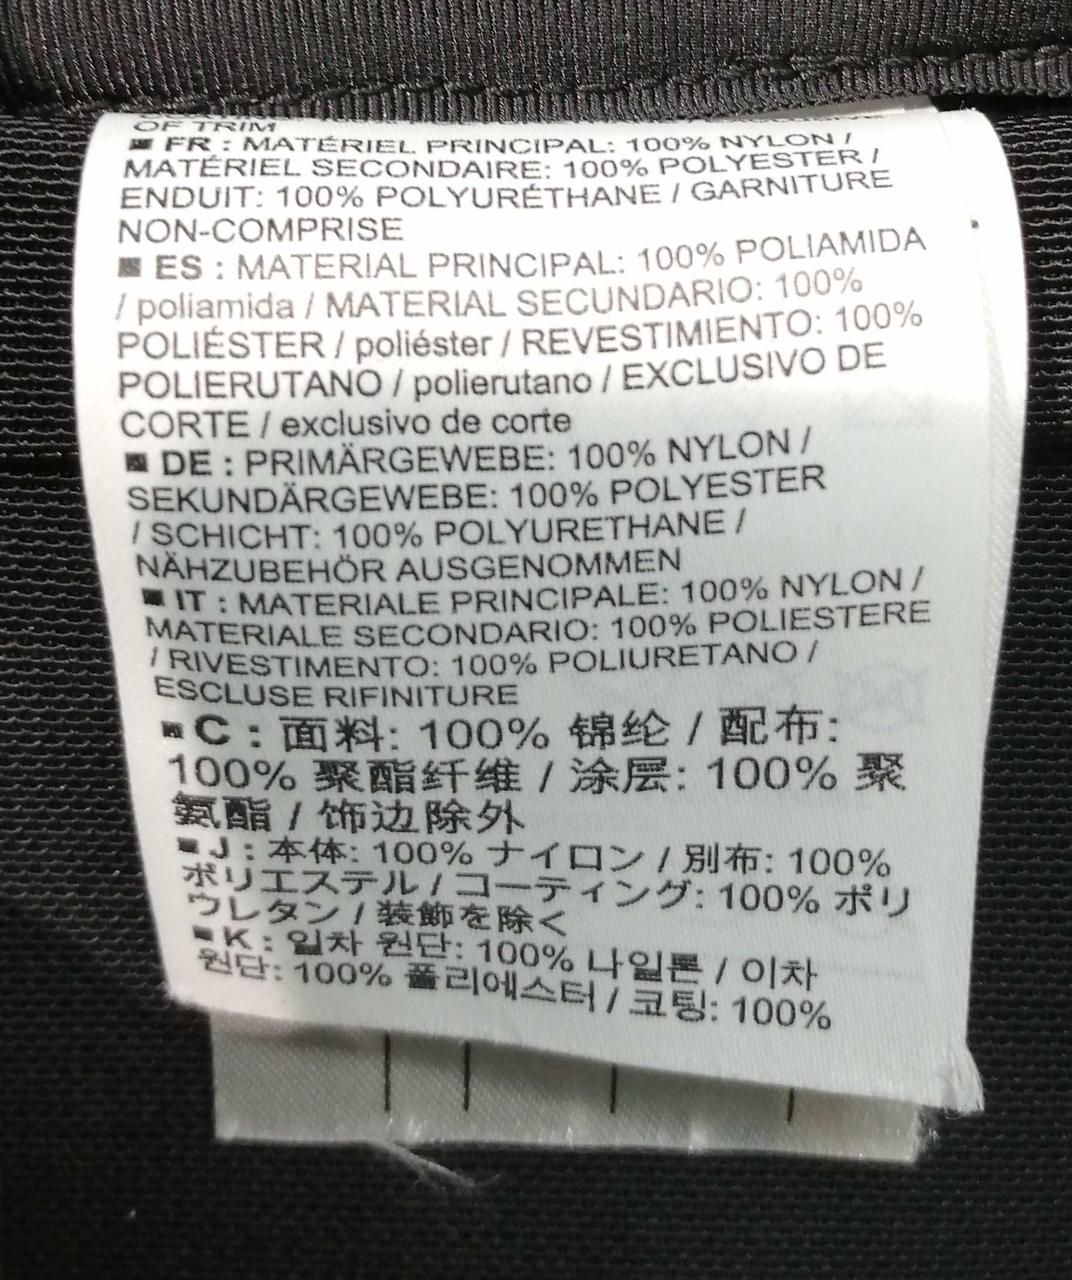 OF TRIM
■ FR : MATÉRIEL PRINCIPAL: 100% NYLON /
MATÉRIEL SECONDAIRE: 100% POLYESTER /
ENDUIT: 100% POLYURÉTHANE / GARNITURE
NON-COMPRISE
■ ES : MATERIAL PRINCIPAL: 100% POLIAMIDA
/ poliamida / MATERIAL SECUNDARIO: 100%
POLIÉSTER / poliéster / REVESTIMIENTO: 100%
POLIERUTANO / polierutano / EXCLUSIVO DE
CORTE / exclusivo de corte
■ DE : PRIMÄRGEWEBE: 100% NYLON /
SEKUNDÄRGEWEBE: 100% POLYESTER
/ SCHICHT: 100% POLYURETHANE /
NÄHZUBEHÖR AUSGENOMMEN
■ IT : MATERIALE PRINCIPALE: 100% NYLON /
MATERIALE SECONDARIO: 100% POLIESTERE
/ RIVESTIMENTO: 100% POLIURETANO /
ESCLUSE RIFINITURE
■ C : 面料: 100% 锦纶 / 配布:
100% 聚酯纤维 / 涂层: 100% 聚
氨酯 / 饰边除外
■ J : 本体: 100% ナイロン / 別布: 100%
ポリエステル / コーティング: 100% ポリ
ウレタン / 装飾を除く
■ K : 일차 원단: 100% 나일론 / 이차
원단: 100% 폴리에스터 / 코팅: 100%